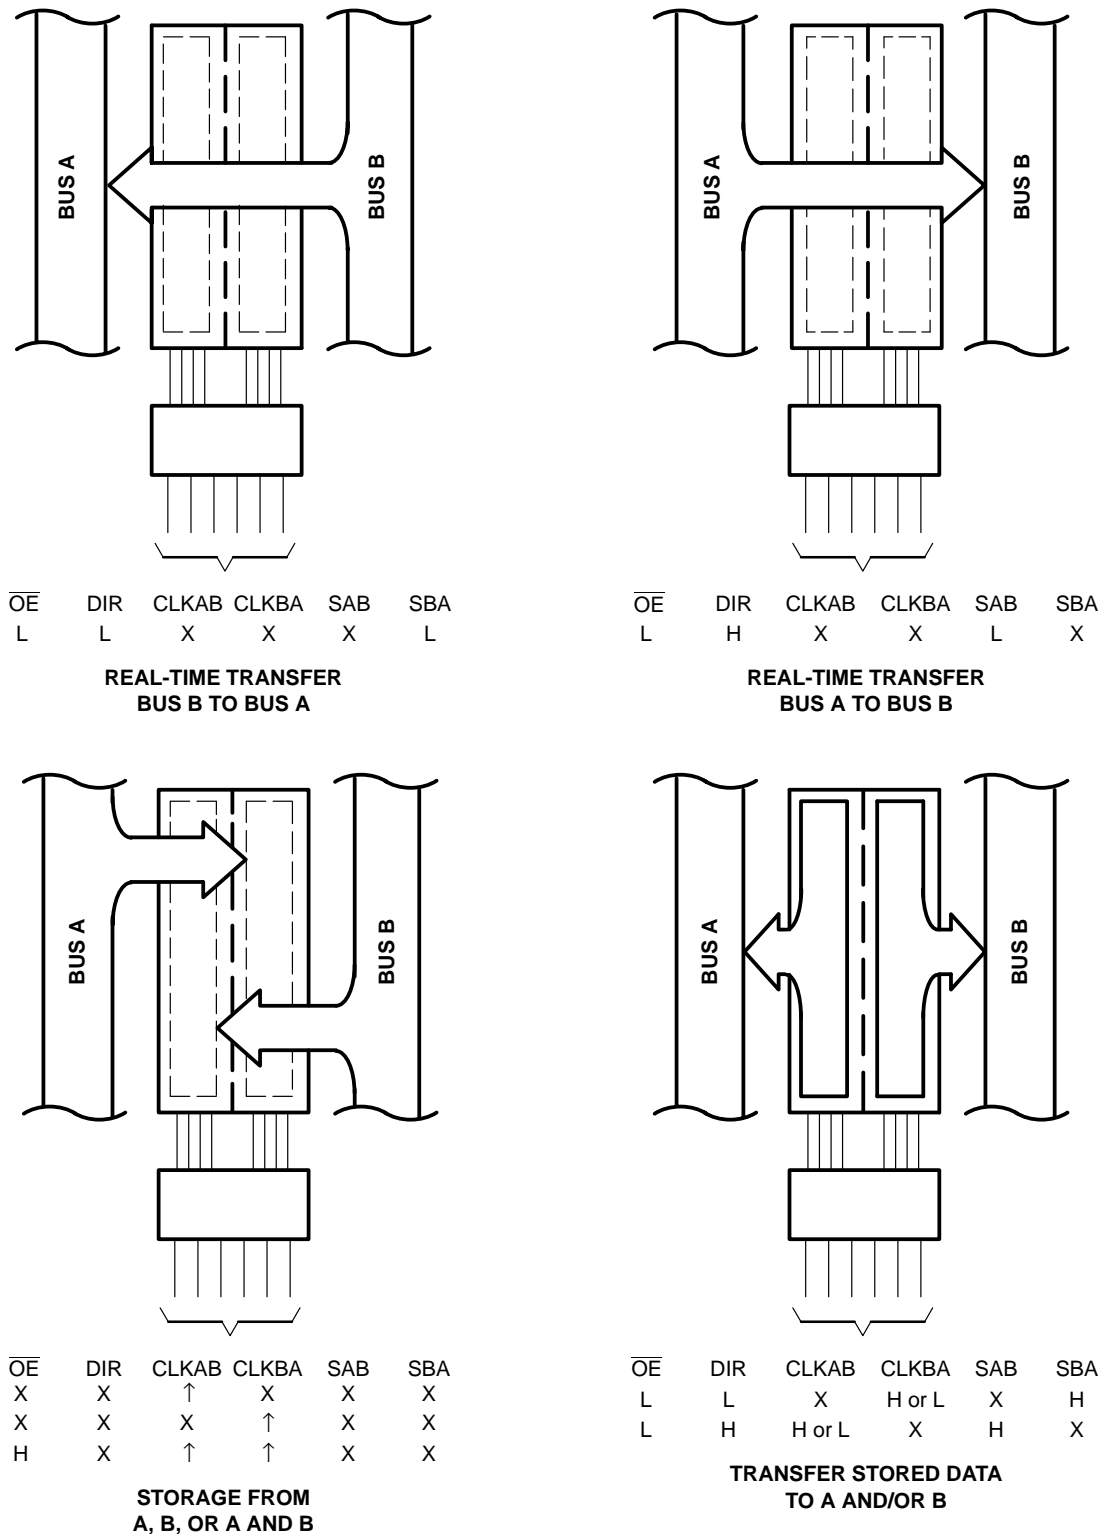 BUS A
BUS B
OE DIR CLKAB CLKBA SAB SBA
L L X X X L
REAL-TIME TRANSFER
BUS B TO BUS A
BUS A
BUS B
OE DIR CLKAB CLKBA SAB SBA
L H X X L X
REAL-TIME TRANSFER
BUS A TO BUS B
BUS A
BUS B
OE DIR CLKAB CLKBA SAB SBA
X X ↑ X X X
X X X ↑ X X
H X ↑ ↑ X X
STORAGE FROM
A, B, OR A AND B
BUS A
BUS B
OE DIR CLKAB CLKBA SAB SBA
L L X H or L X H
L H H or L X H X
TRANSFER STORED DATA
TO A AND/OR B